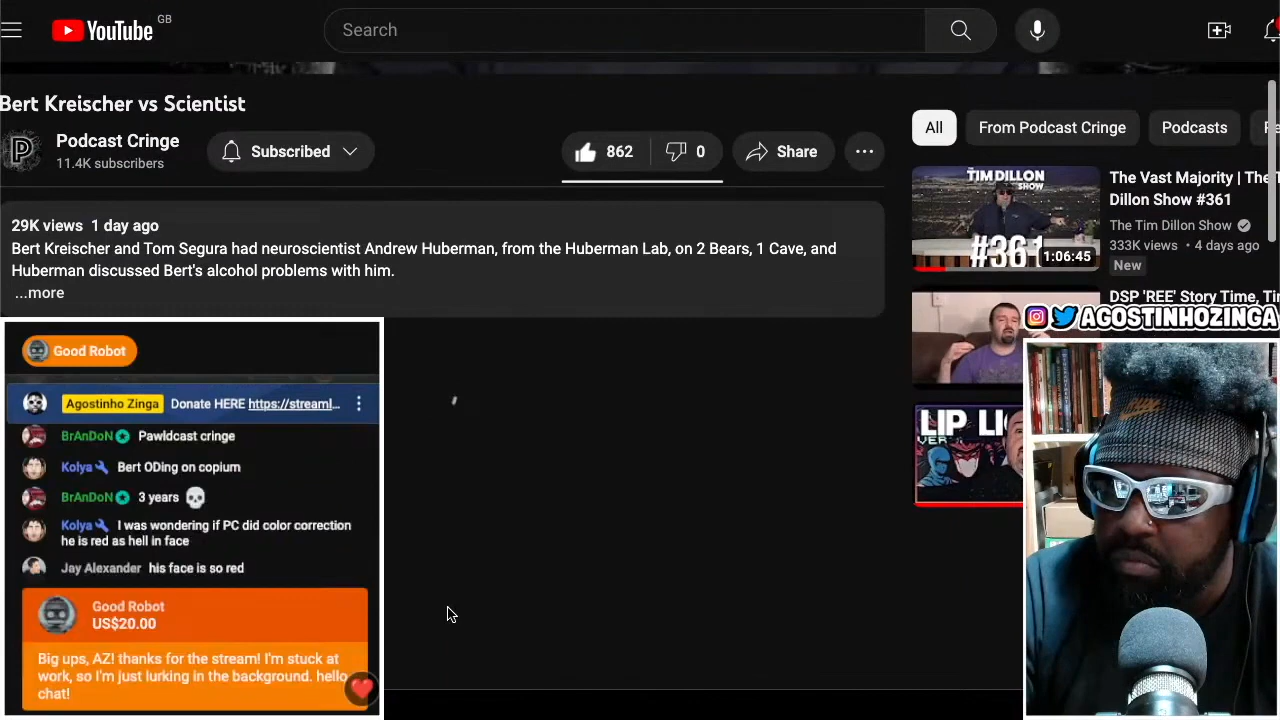 YouTube GB
Search
Bert Kreischer vs Scientist
Podcast Cringe
11.4K subscribers
Subscribed
862
0
Share
29K views 1 day ago
Bert Kreischer and Tom Segura had neuroscientist Andrew Huberman, from the Huberman Lab, on 2 Bears, 1 Cave, and
Huberman discussed Bert's alcohol problems with him.
...more
All
From Podcast Cringe
Podcasts
TIM DILLON
SHOW
#361
1:06:45
The Vast Majority | The T
Dillon Show #361
The Tim Dillon Show
333K views • 4 days ago
New
DSP 'REE' Story Time, Ti
AGOSTINHOZINGA
LIP LI
VER
Good Robot
Agostinho Zinga Donate HERE https://streaml...
BrAnDoN Pawldcast cringe
Kolya Bert ODing on copium
BrAnDoN 3 years
Kolya I was wondering if PC did color correction
he is red as hell in face
Jay Alexander his face is so red
Good Robot
US$20.00
Big ups, AZ! thanks for the stream! I'm stuck at
work, so I'm just lurking in the background. hello
chat!